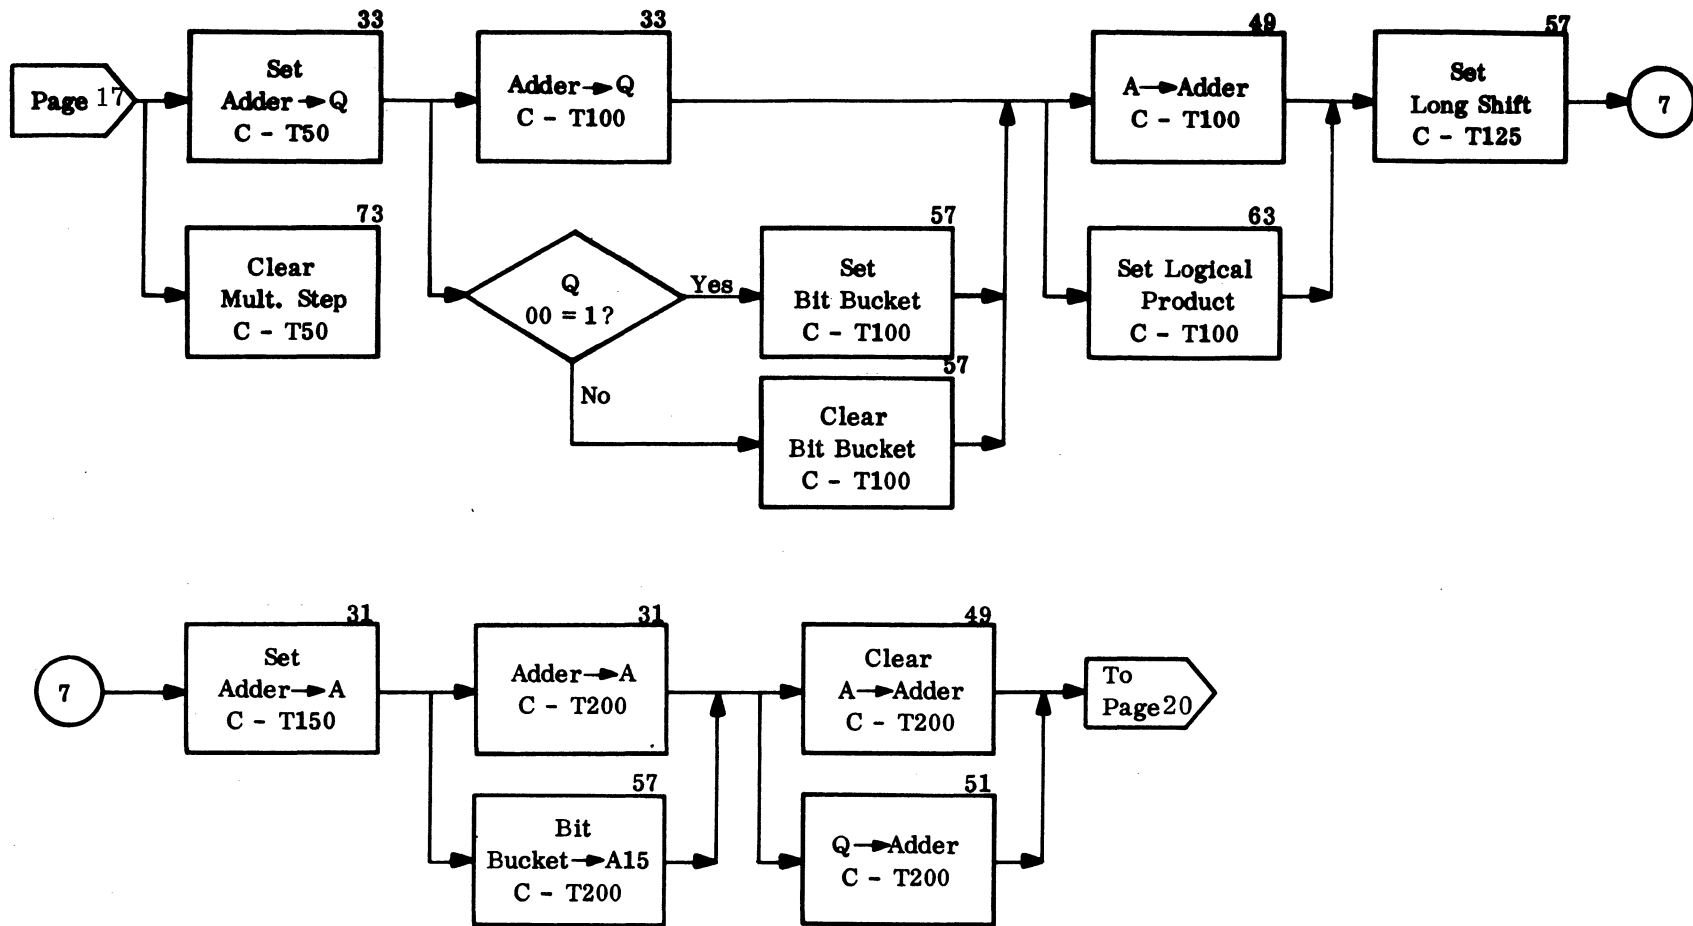 33
33
49
57
Page 17
Set
Adder→Q
C - T50
Adder→Q
C - T100
A→Adder
C - T100
Set
Long Shift
C - T125
7
73
Clear
Mult. Step
C - T50
Q
00 = 1?
Yes
No
57
Set
Bit Bucket
C - T100
57
Clear
Bit Bucket
C - T100
63
Set Logical
Product
C - T100
7
31
Set
Adder→A
C - T150
31
Adder→A
C - T200
57
Bit
Bucket→A15
C - T200
49
Clear
A→Adder
C - T200
51
Q→Adder
C - T200
To
Page 20